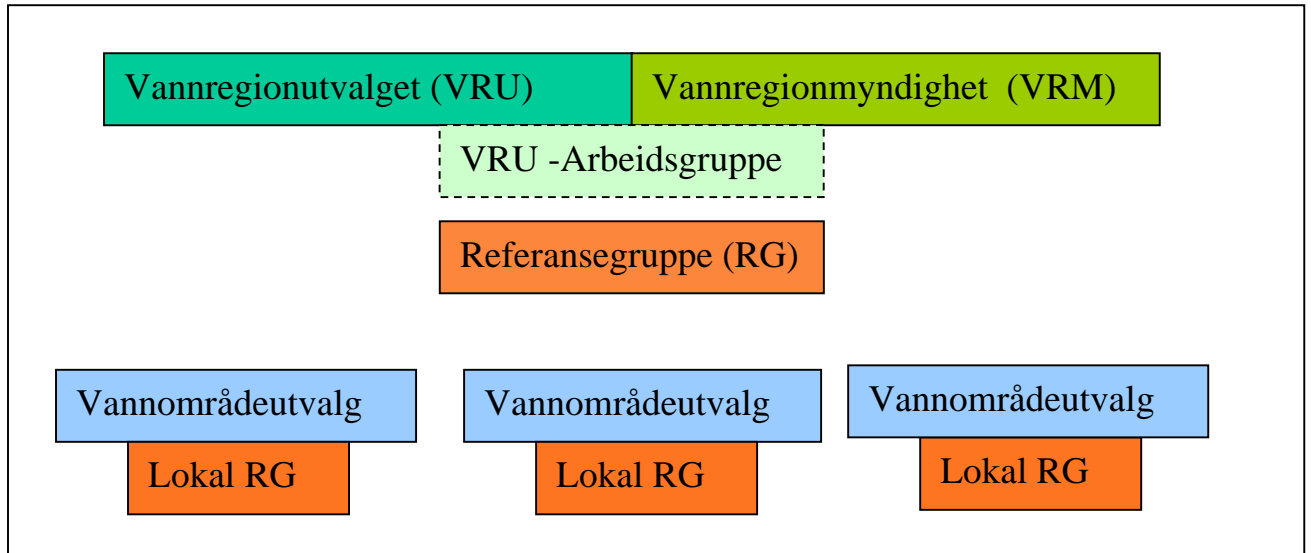 Vannregionutvalget (VRU)
Vannregionmyndighet (VRM)
VRU -Arbeidsgruppe
Referansegruppe (RG)
Vannområdeutvalg
Vannområdeutvalg
Vannområdeutvalg
Lokal RG
Lokal RG
Lokal RG